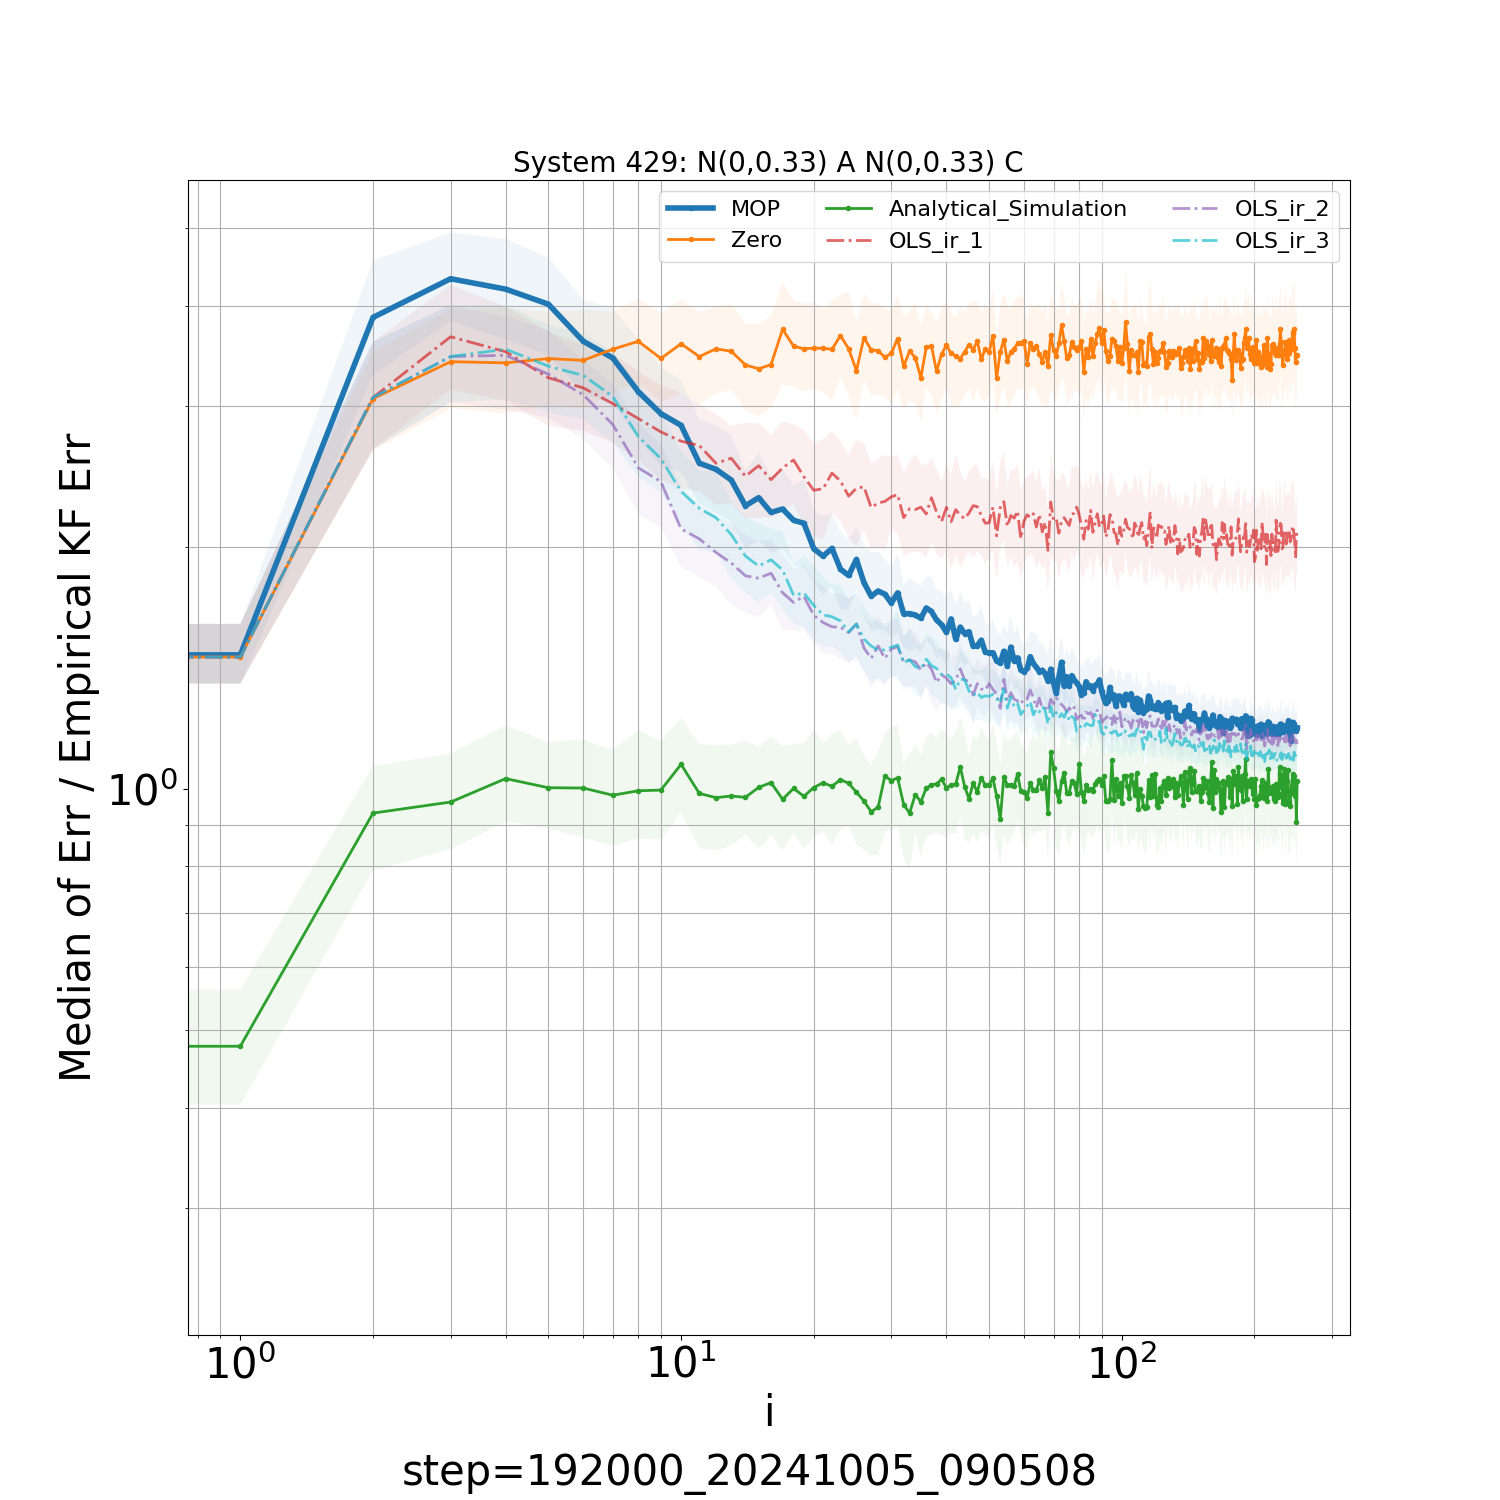 System 429: N(0,0.33) A N(0,0.33) C
MOP
Zero
Analytical_Simulation
OLS_ir_1
OLS_ir_2
OLS_ir_3
Median of Err / Empirical KF Err
10⁰
10⁰
10¹
10²
i
step=192000_20241005_090508